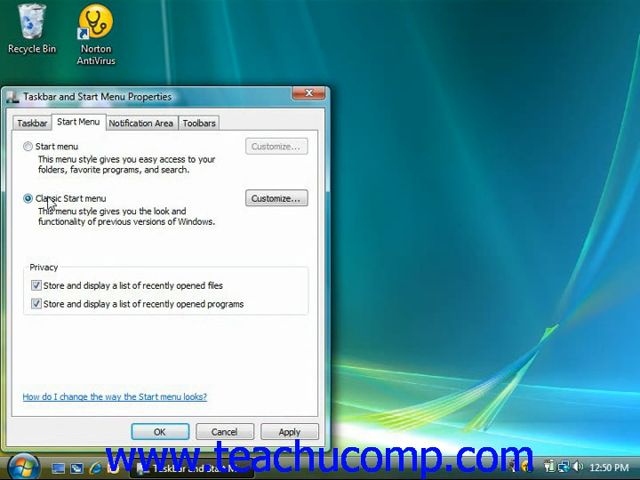 Recycle Bin
Norton
AntiVirus
Taskbar and Start Menu Properties
Taskbar
Start Menu
Notification Area
Toolbars
Start menu
Customize...
This menu style gives you easy access to your
folders, favorite programs, and search.
Classic Start menu
Customize...
This menu style gives you the look and
functionality of previous versions of Windows.
Privacy
Store and display a list of recently opened files
Store and display a list of recently opened programs
How do I change the way the Start menu looks?
OK
Cancel
Apply
www.teachucomp.com
Taskbar and Start M...
12:50 PM